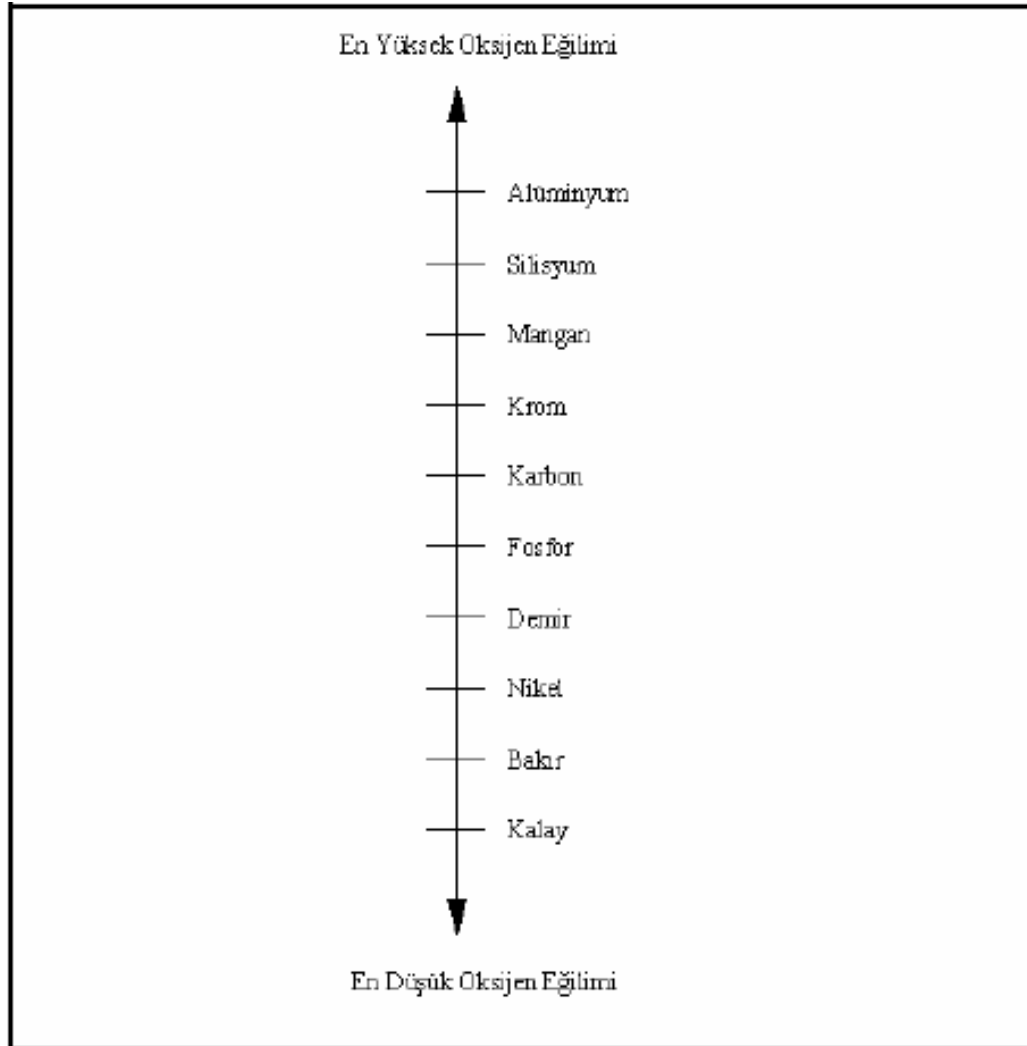 En Yüksek Oksijen Eğilimi
Alüminyum
Silisyum
Mangan
Krom
Karbon
Fosfor
Demir
Nikel
Bakır
Kalay
En Düşük Oksijen Eğilimi